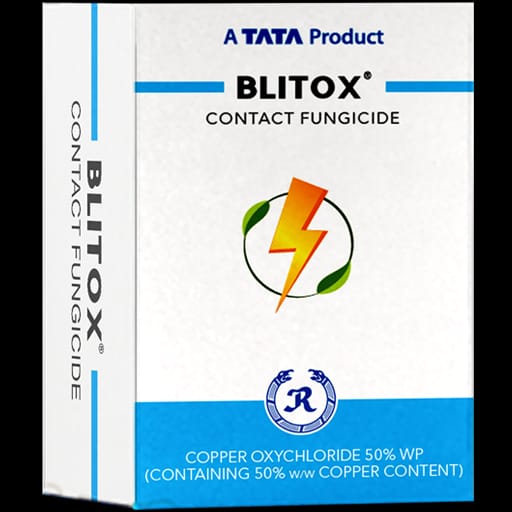 A TATA Product
BLITOX®
CONTACT FUNGICIDE
R
COPPER OXYCHLORIDE 50% WP
(CONTAINING 50% w/w COPPER CONTENT)
BLITOX®
CONTACT FUNGICIDE